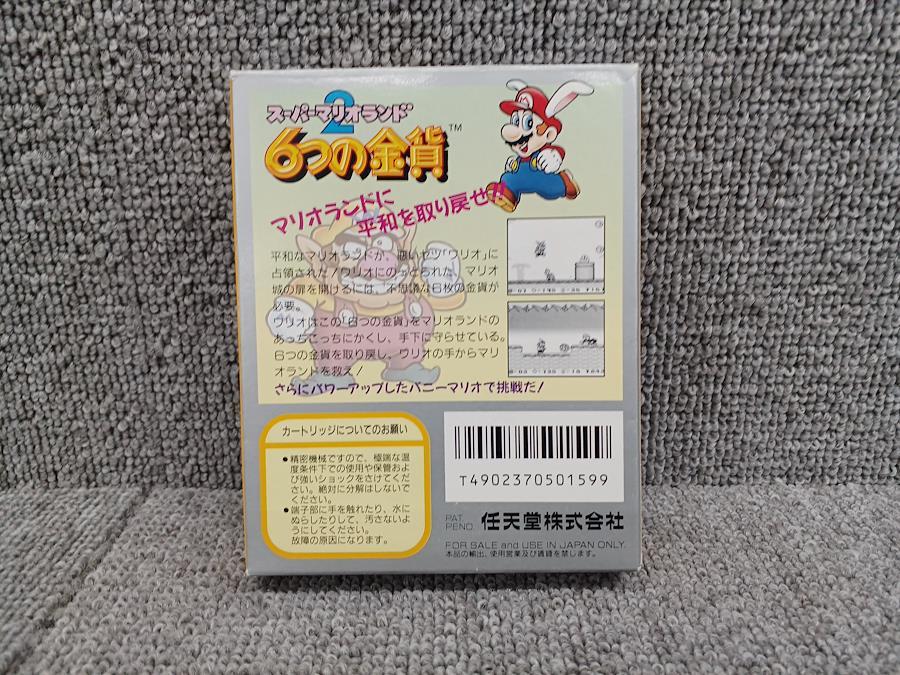 スーパーマリオランド
2
6つの金貨™
マリオランドに
平和を取り戻せ!!
平和なマリオランドが、悪いヤツ「ワリオ」に
占領された!ワリオにのっとられた、マリオ
城の扉を開けるには、不思議な6枚の金貨が
必要。
ワリオはこの「6つの金貨」をマリオランドの
あっちこっちにかくし、手下に守らせている。
6つの金貨を取り戻し、ワリオの手からマリ
オランドを救え!
さらにパワーアップしたバニーマリオで挑戦だ!
カートリッジについてのお願い
●精密機械ですので、極端な温
度条件下での使用や保管およ
び強いショックをさけてくだ
さい。絶対に分解はしないで
ください。
●端子部に手を触れたり、水に
ぬらしたりして、汚さないよ
うにしてください。
故障の原因になります。
T4902370501599
PAT.
PEND.
任天堂株式会社
FOR SALE and USE IN JAPAN ONLY.
本品の輸出、使用営業及び賃貸を禁じます。